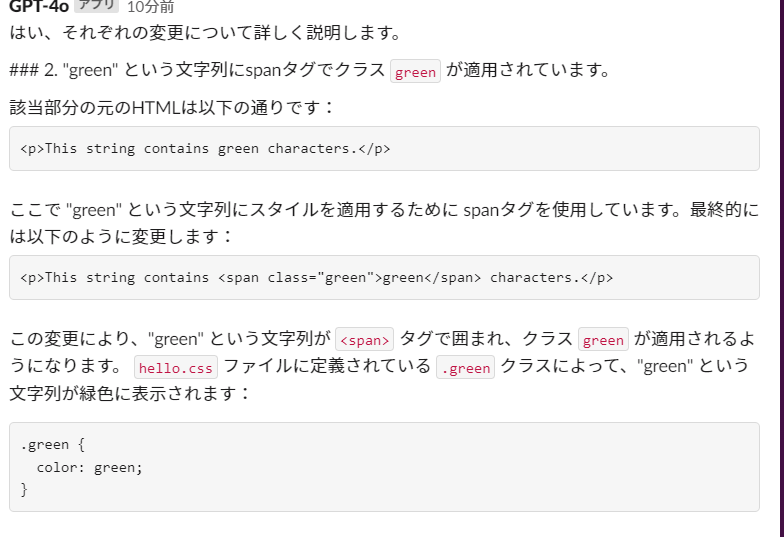 GPT-4o アプリ 10分前
はい、それぞれの変更について詳しく説明します。
### 2. "green" という文字列にspanタグでクラス green が適用されています。
該当部分の元のHTMLは以下の通りです：
<p>This string contains green characters.</p>
ここで "green" という文字列にスタイルを適用するために spanタグを使用しています。最終的に
は以下のように変更します：
<p>This string contains <span class="green">green</span> characters.</p>
この変更により、"green" という文字列が <span> タグで囲まれ、クラス green が適用されるよ
うになります。 hello.css ファイルに定義されている .green クラスによって、"green" という
文字列が緑色に表示されます：
.green {
  color: green;
}